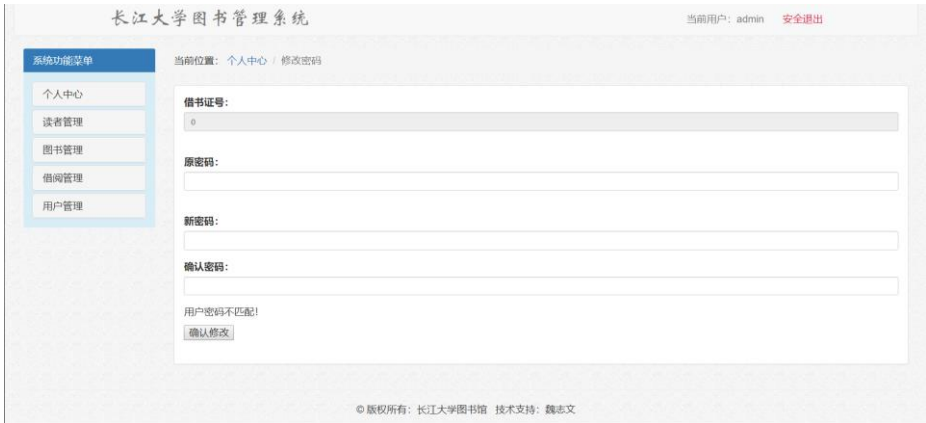 长江大学图书管理系统
当前用户：admin 安全退出
系统功能菜单
个人中心
读者管理
图书管理
借阅管理
用户管理
当前位置： 个人中心 / 修改密码
借书证号：
0
原密码：
新密码：
确认密码：
用户密码不匹配！
确认修改
© 版权所有：长江大学图书馆 技术支持：魏志文